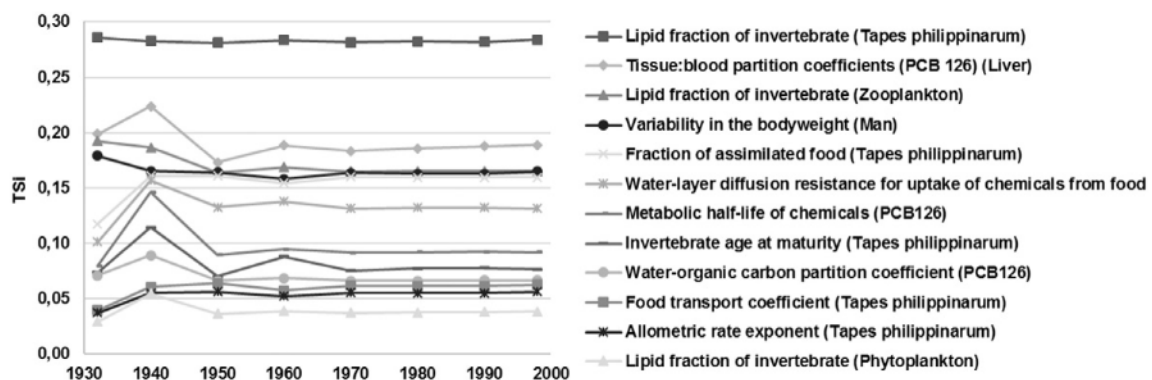 0,30
0,25
0,20
0,15
0,10
0,05
0,00
TSi
1930 1940 1950 1960 1970 1980 1990 2000
Lipid fraction of invertebrate (Tapes philippinarum)
Tissue:blood partition coefficients (PCB 126) (Liver)
Lipid fraction of invertebrate (Zooplankton)
Variability in the bodyweight (Man)
Fraction of assimilated food (Tapes philippinarum)
Water-layer diffusion resistance for uptake of chemicals from food
Metabolic half-life of chemicals (PCB126)
Invertebrate age at maturity (Tapes philippinarum)
Water-organic carbon partition coefficient (PCB126)
Food transport coefficient (Tapes philippinarum)
Allometric rate exponent (Tapes philippinarum)
Lipid fraction of invertebrate (Phytoplankton)